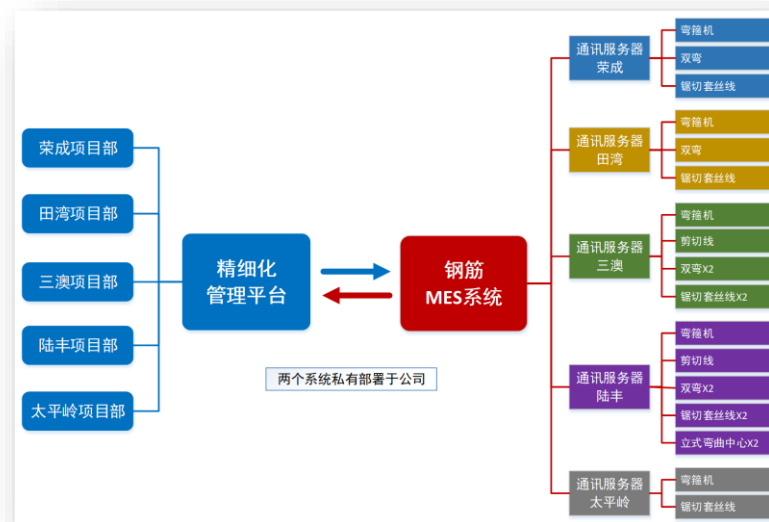 荣成项目部
田湾项目部
三澳项目部
陆丰项目部
太平岭项目部
精细化
管理平台
钢筋
MES系统
两个系统私有部署于公司
通讯服务器
荣成
弯箍机
双弯
锯切套丝线
通讯服务器
田湾
弯箍机
双弯
锯切套丝线
通讯服务器
三澳
弯箍机
剪切线
双弯X2
锯切套丝线X2
通讯服务器
陆丰
弯箍机
剪切线
双弯X2
锯切套丝线X2
立式弯曲中心X2
通讯服务器
太平岭
弯箍机
锯切套丝线